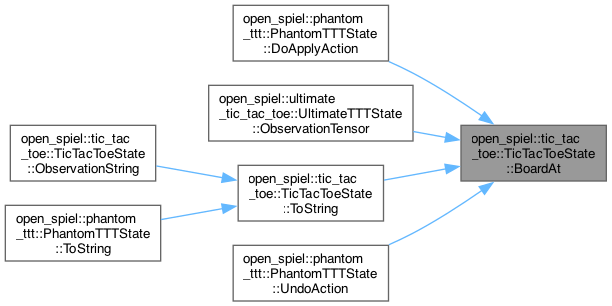 open_spiel::phantom
_ttt::PhantomTTTState
::DoApplyAction
open_spiel::ultimate
_tic_tac_toe::UltimateTTTState
::ObservationTensor
open_spiel::tic_tac
_toe::TicTacToeState
::BoardAt
open_spiel::tic_tac
_toe::TicTacToeState
::ObservationString
open_spiel::tic_tac
_toe::TicTacToeState
::ToString
open_spiel::phantom
_ttt::PhantomTTTState
::ToString
open_spiel::phantom
_ttt::PhantomTTTState
::UndoAction